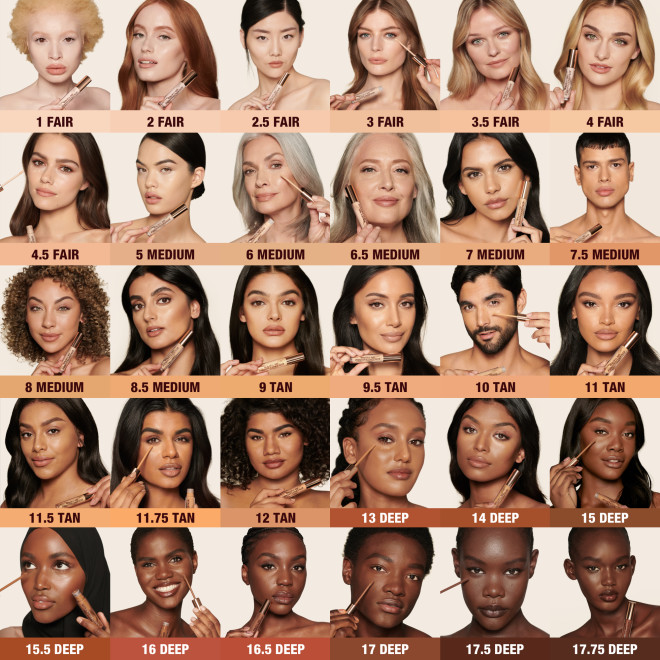 1 FAIR
2 FAIR
2.5 FAIR
3 FAIR
3.5 FAIR
4 FAIR
4.5 FAIR
5 MEDIUM
6 MEDIUM
6.5 MEDIUM
7 MEDIUM
7.5 MEDIUM
8 MEDIUM
8.5 MEDIUM
9 TAN
9.5 TAN
10 TAN
11 TAN
11.5 TAN
11.75 TAN
12 TAN
13 DEEP
14 DEEP
15 DEEP
15.5 DEEP
16 DEEP
16.5 DEEP
17 DEEP
17.5 DEEP
17.75 DEEP